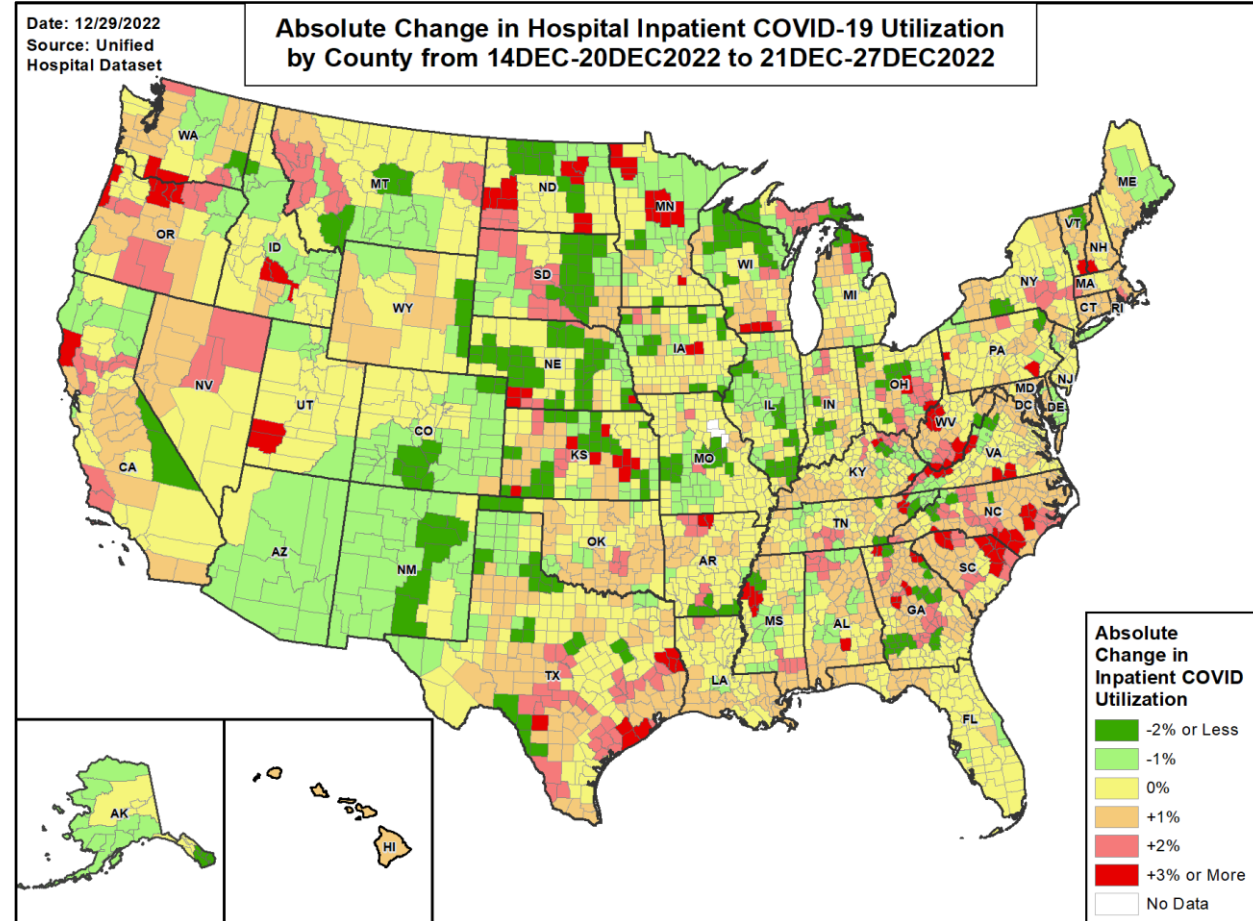 Date: 12/29/2022
Source: Unified
Hospital Dataset
Absolute Change in Hospital Inpatient COVID-19 Utilization
by County from 14DEC-20DEC2022 to 21DEC-27DEC2022
WA
MT
ND
MN
ME
VT
NH
OR
ID
SD
WI
NY
MA
CT
RI
MI
WY
IA
PA
NJ
NE
OH
MD
DE
DC
NV
UT
IL
IN
WV
CO
VA
CA
KS
MO
KY
NC
TN
OK
AZ
NM
AR
SC
GA
MS
AL
TX
LA
FL
AK
HI
Absolute
Change in
Inpatient COVID
Utilization
-2% or Less
-1%
0%
+1%
+2%
+3% or More
No Data